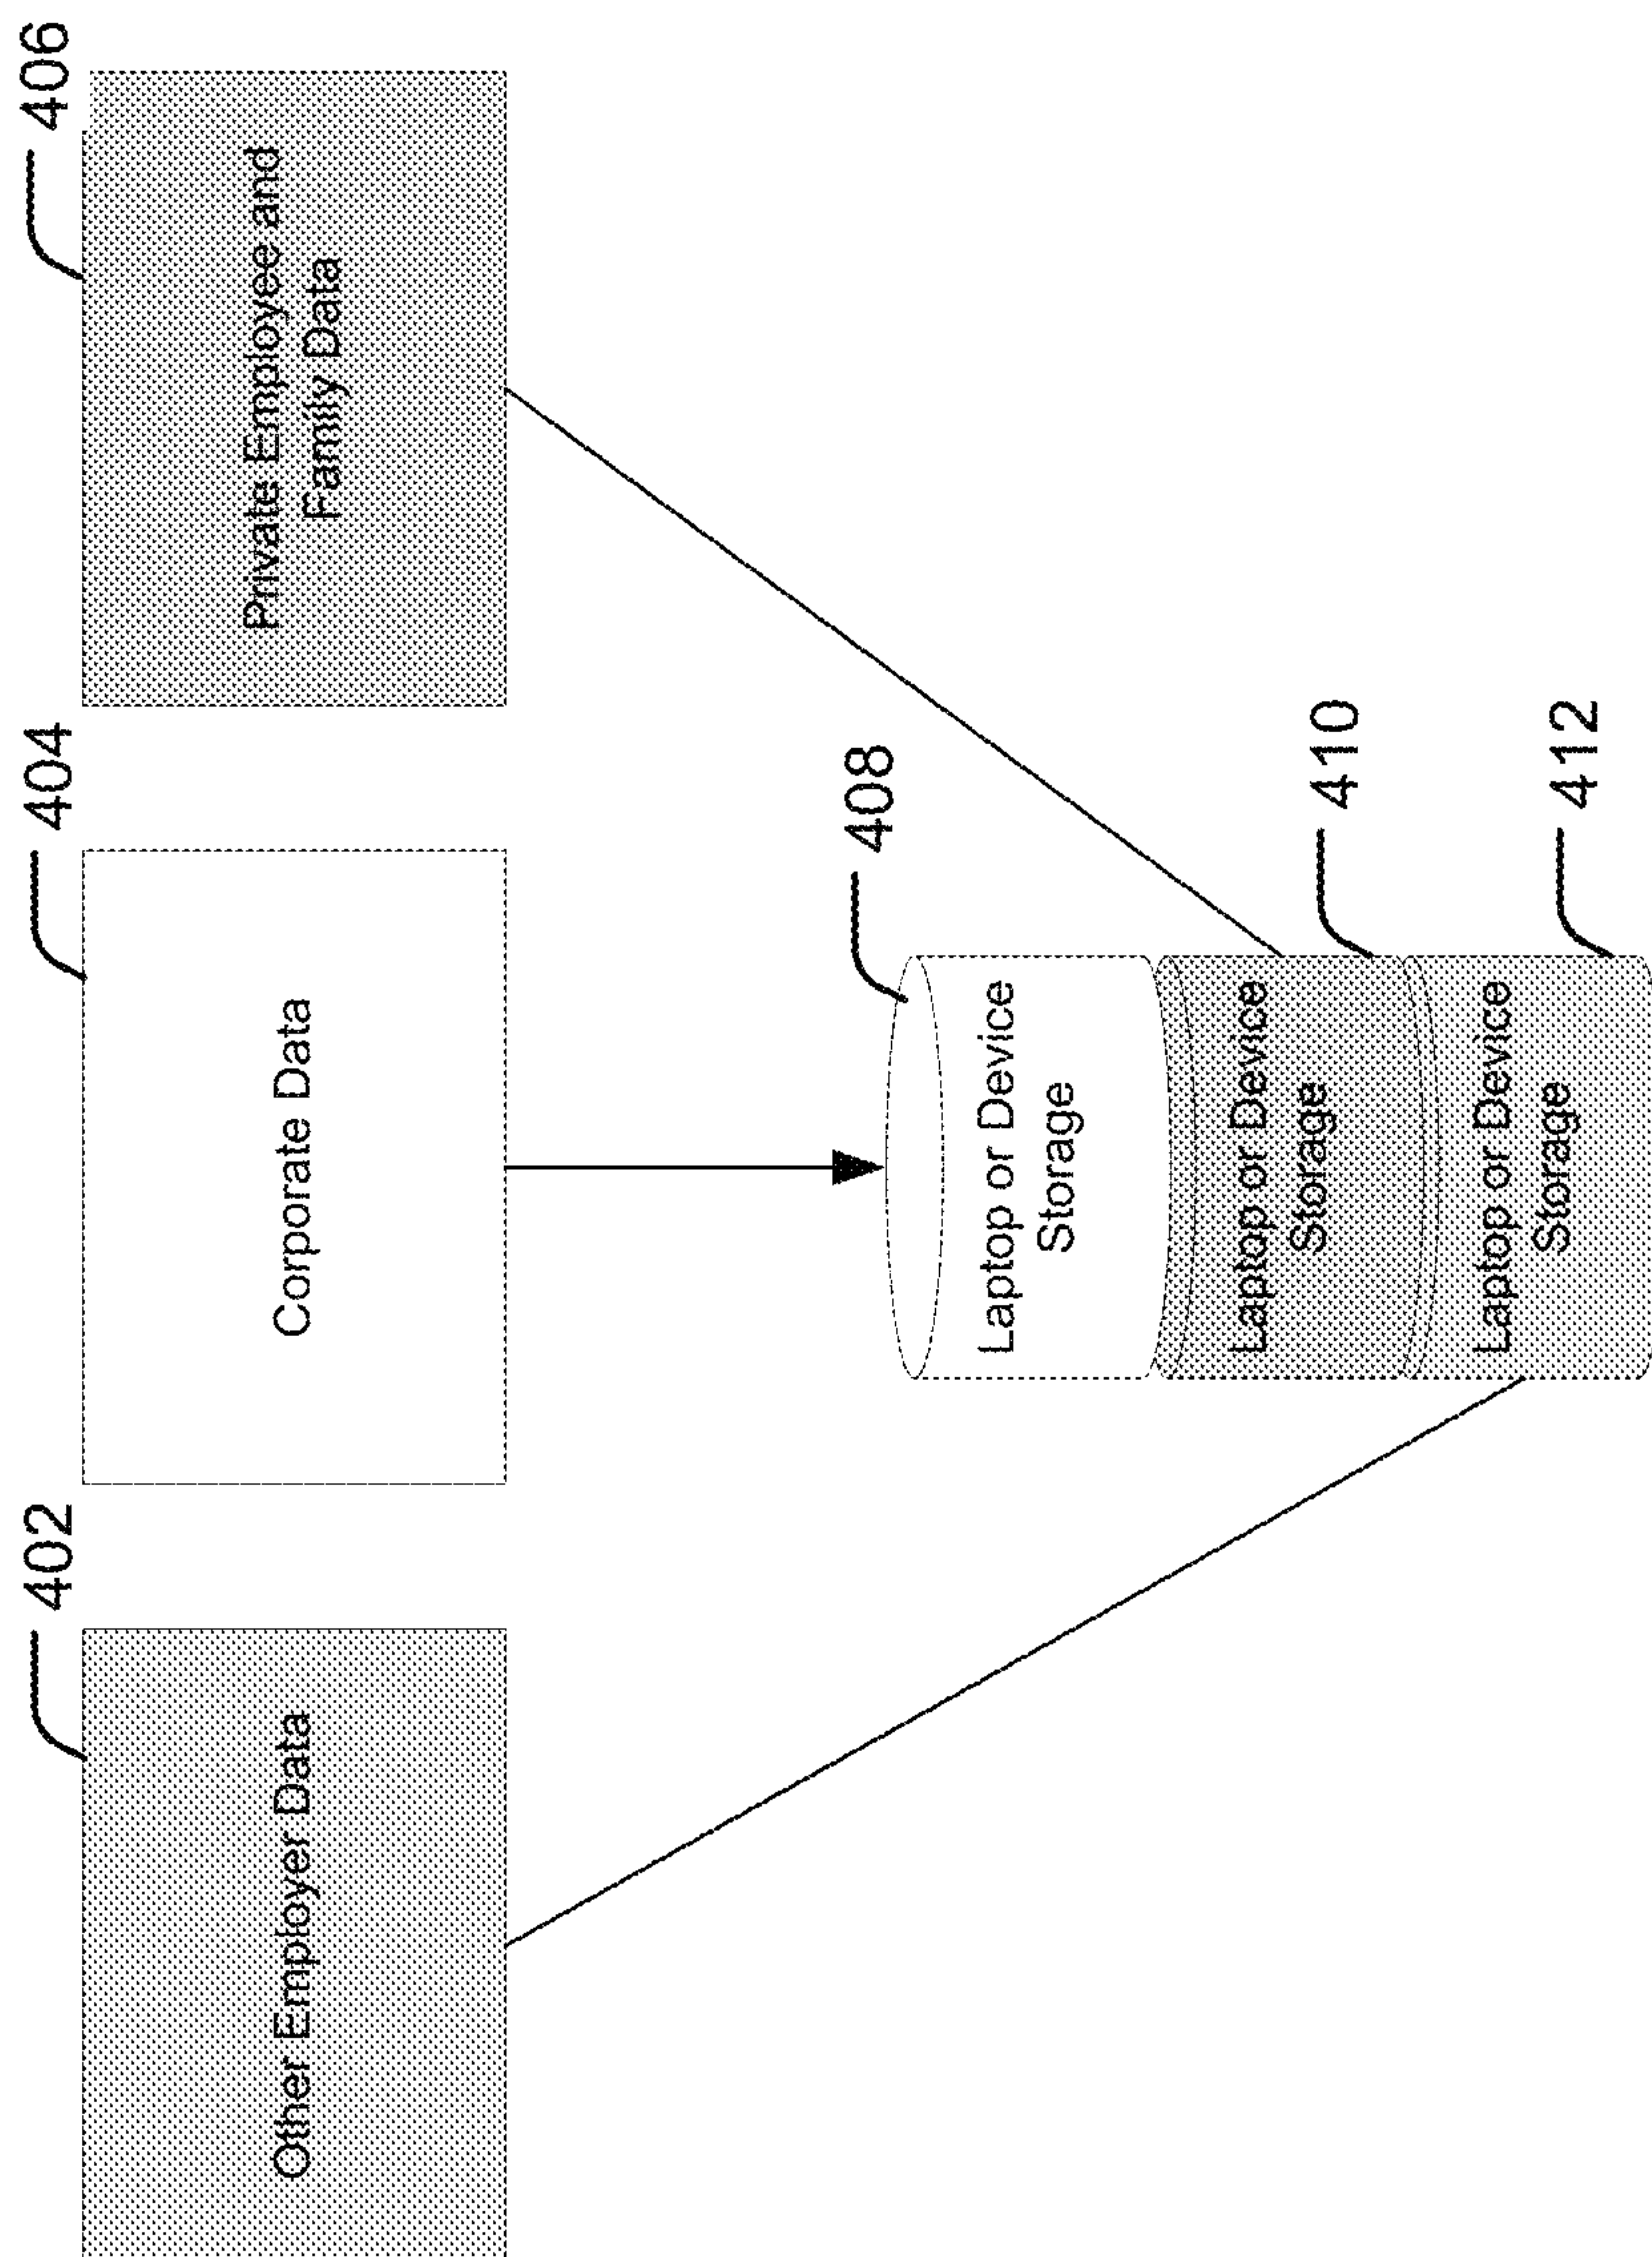 402
Other Employer Data
404
Corporate Data
406
Private Employee and
Family Data
408
Laptop or Device
Storage
410
Laptop or Device
Storage
412
Laptop or Device
Storage